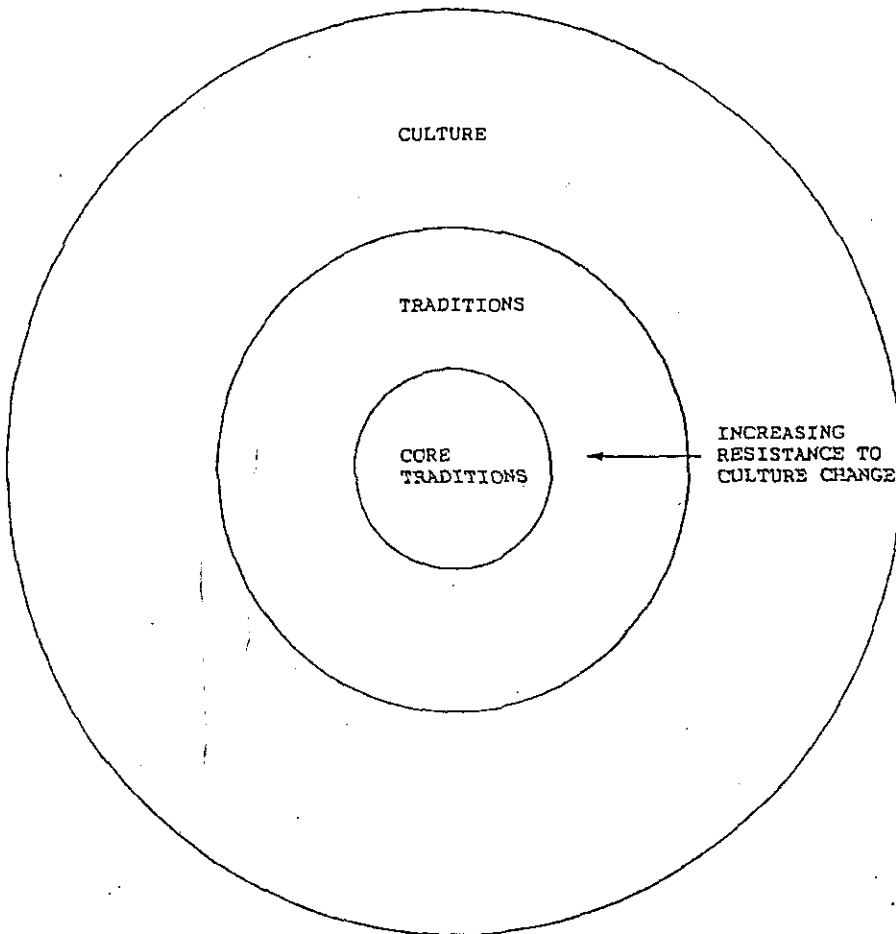 CULTURE
TRADITIONS
CORE
TRADITIONS
INCREASING
RESISTANCE TO
CULTURE CHANGE